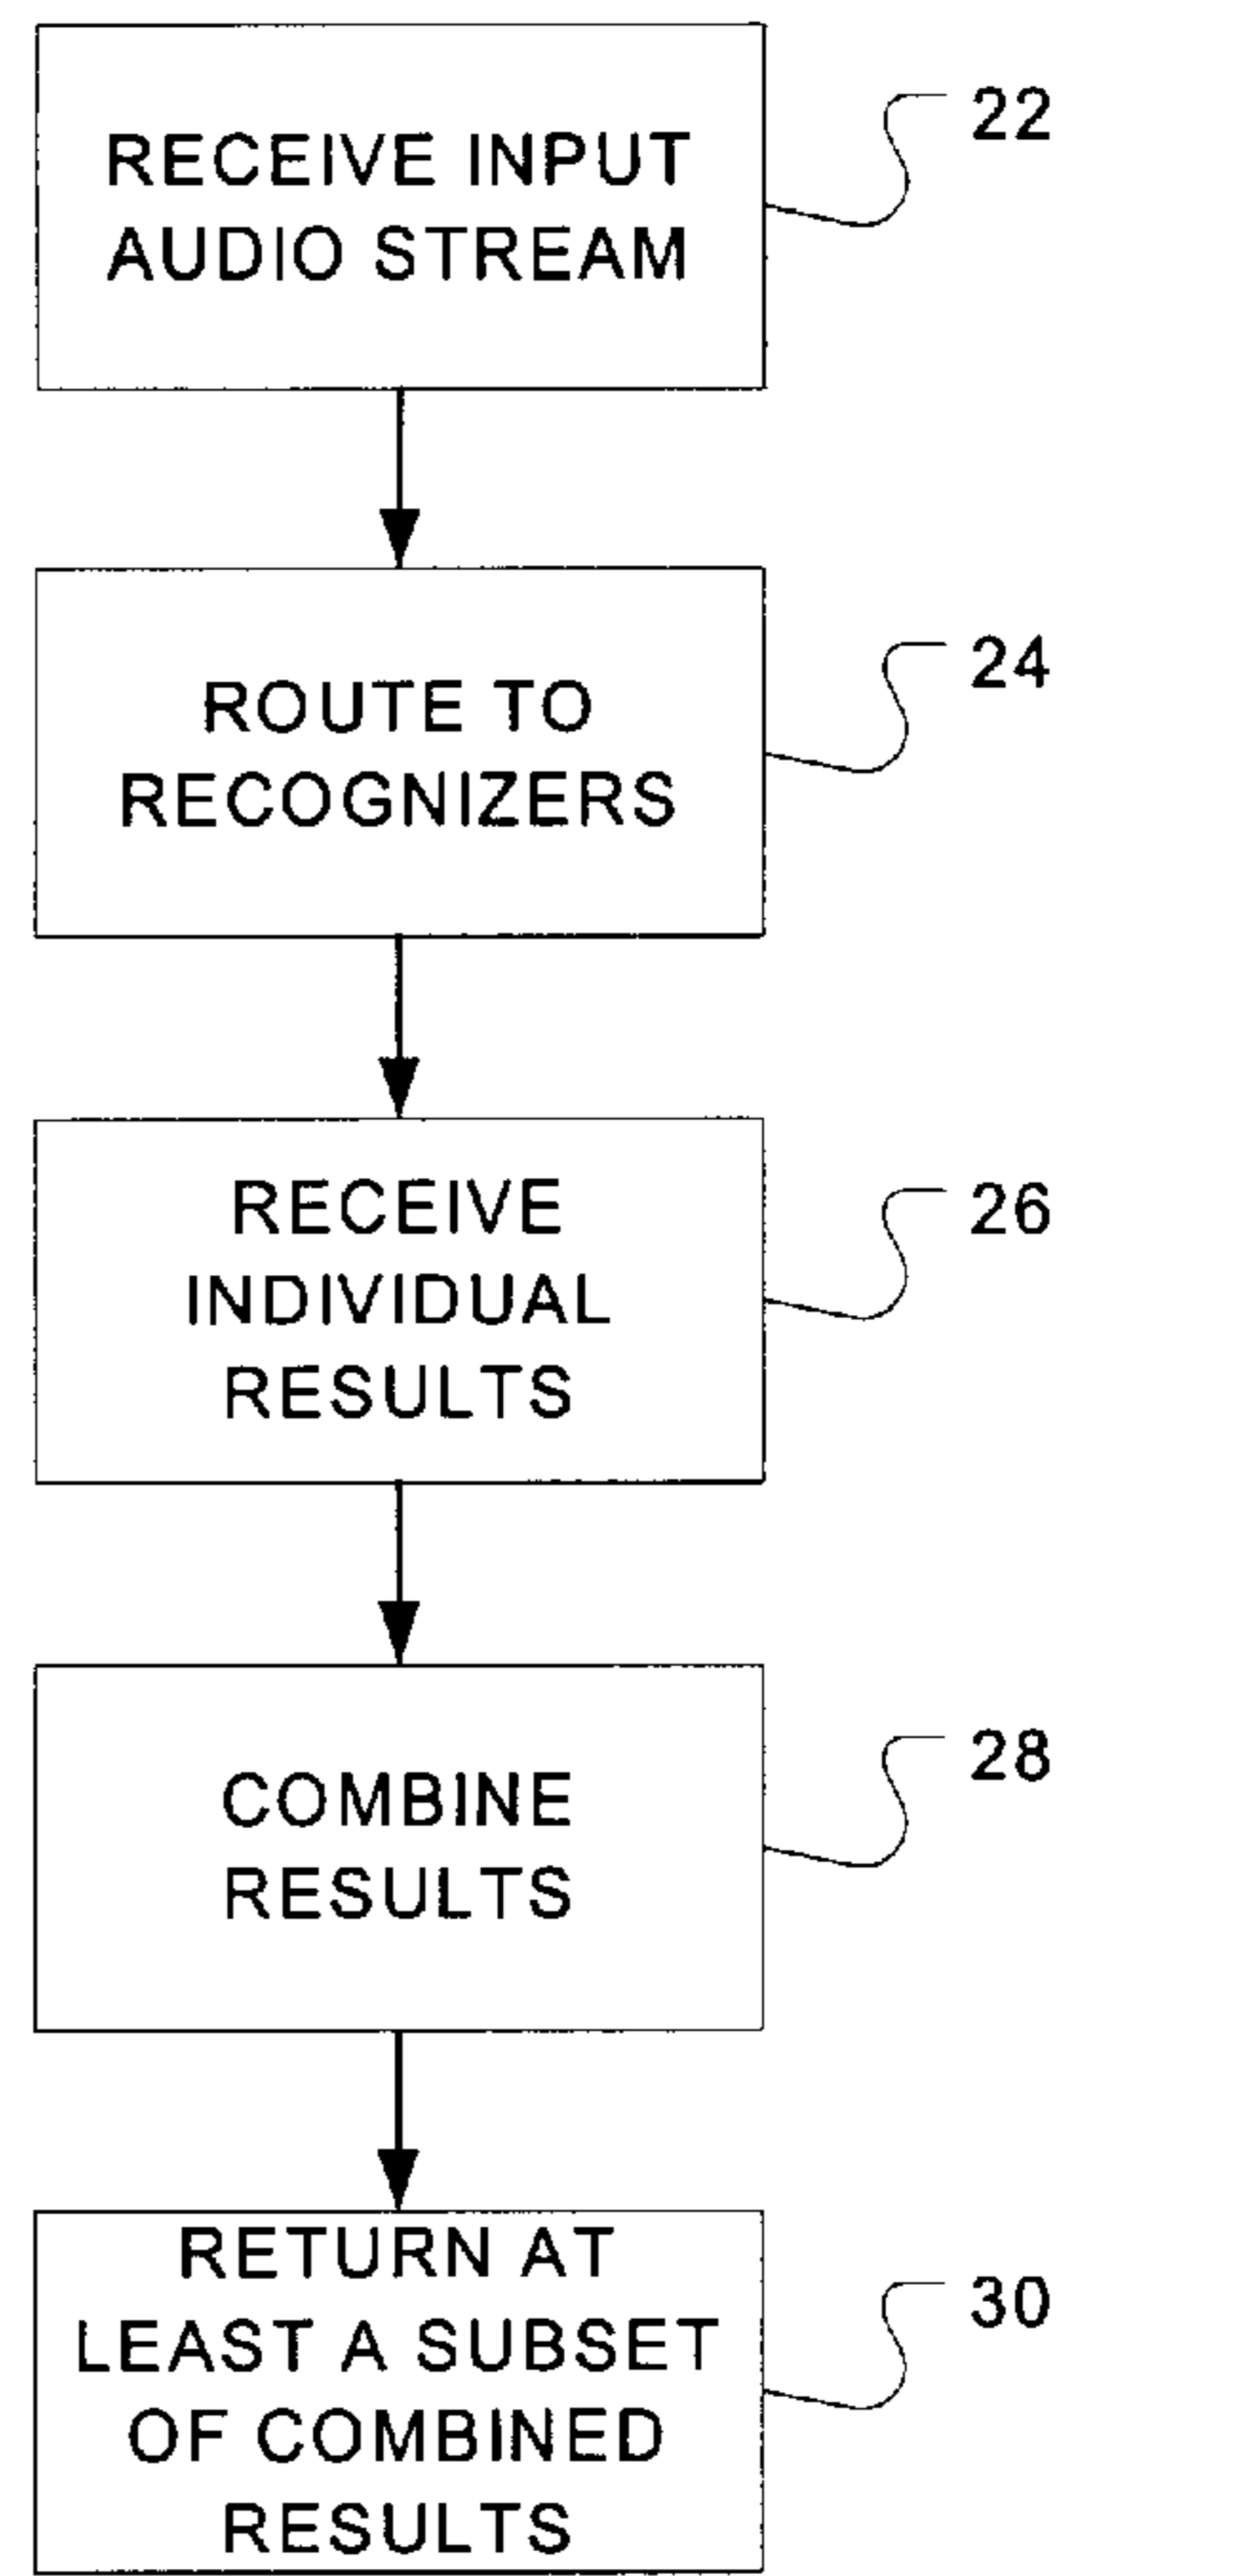 RECEIVE INPUT
AUDIO STREAM
22
ROUTE TO
RECOGNIZERS
24
RECEIVE
INDIVIDUAL
RESULTS
26
COMBINE
RESULTS
28
RETURN AT
LEAST A SUBSET
OF COMBINED
RESULTS
30